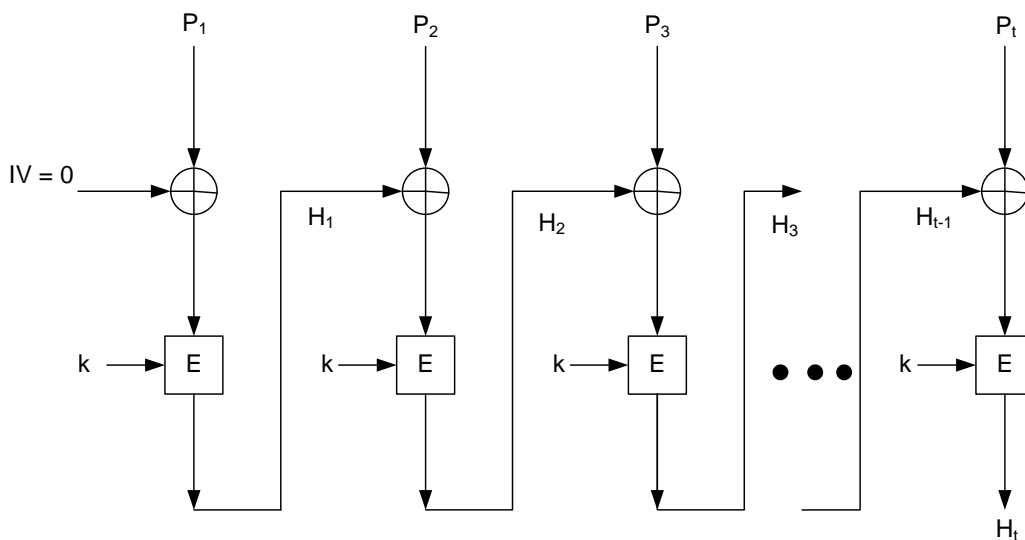 P₁ P₂ P₃ Pₜ
IV = 0
H₁ H₂ H₃ Hₜ₋₁
k E k E k E k E
Hₜ